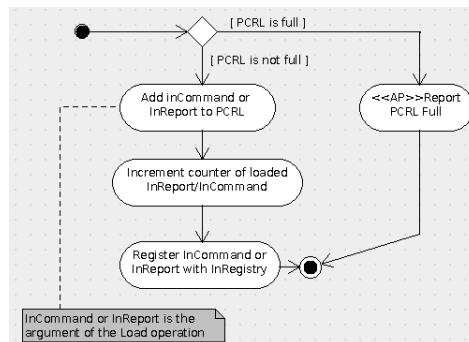 [ PCRL is full ]
[ PCRL is not full ]
Add inCommand or
InReport to PCRL
<<AP>>Report
PCRL Full
Increment counter of loaded
InReport/InCommand
Register InCommand or
InReport with InRegistry
InCommand or InReport is the
argument of the Load operation